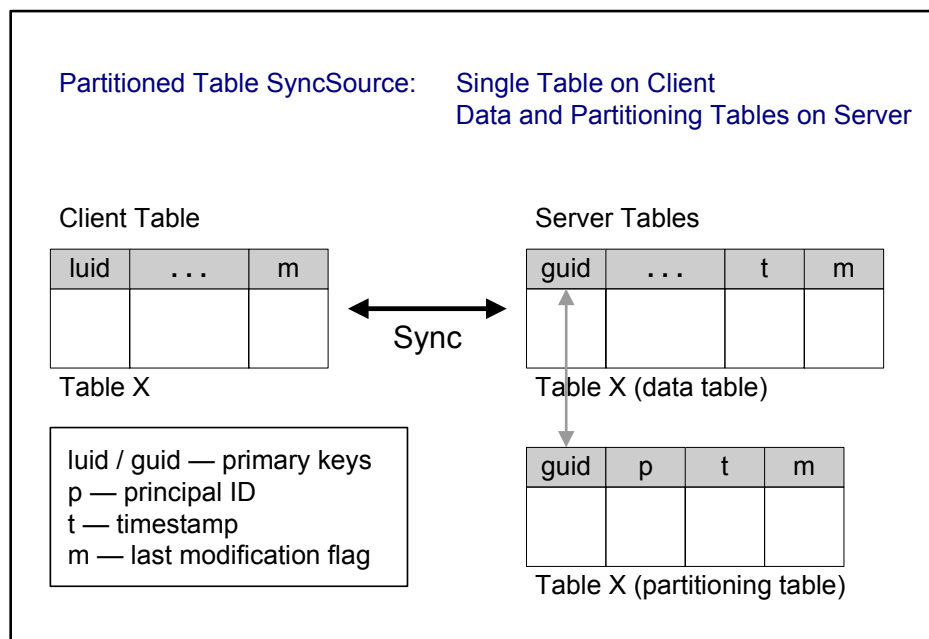 Partitioned Table SyncSource: Single Table on Client
Data and Partitioning Tables on Server
Client Table
Server Tables
luid . . . m
guid . . . t m
Sync
Table X
Table X (data table)
luid / guid — primary keys
p — principal ID
t — timestamp
m — last modification flag
guid p t m
Table X (partitioning table)